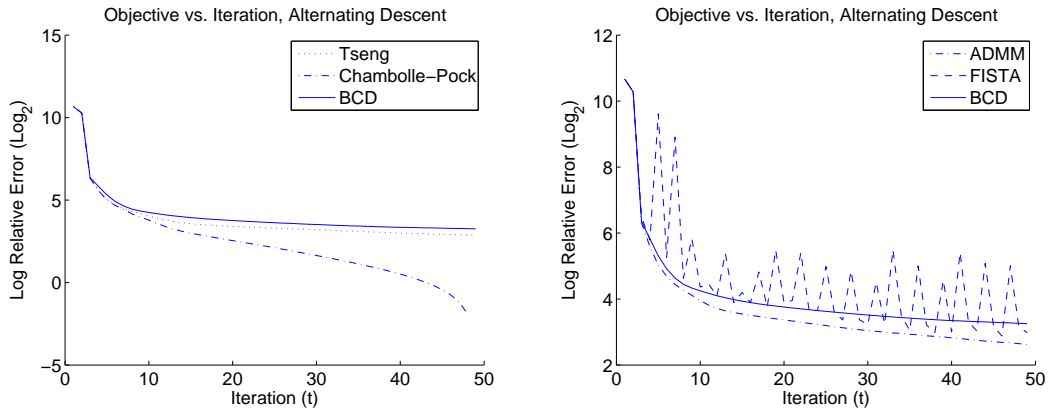 Objective vs. Iteration, Alternating Descent
15
10
5
0
−5
0
10
20
30
40
50
Log Relative Error (Log2)
Iteration (t)
Tseng
Chambolle−Pock
BCD
Objective vs. Iteration, Alternating Descent
12
10
8
6
4
2
0
10
20
30
40
50
Log Relative Error (Log2)
Iteration (t)
ADMM
FISTA
BCD